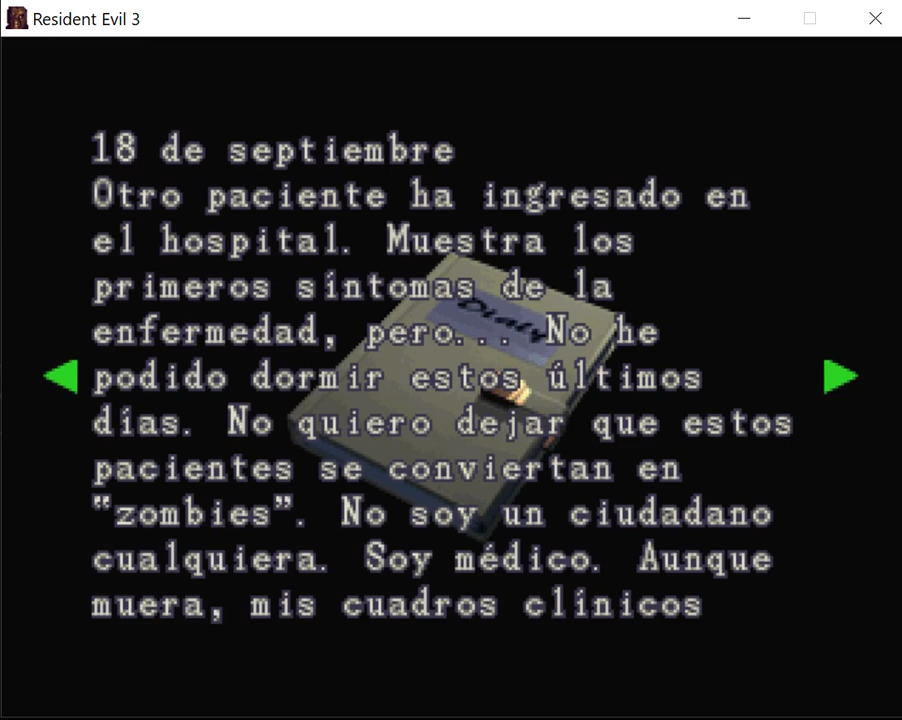 Resident Evil 3
18 de septiembre
Otro paciente ha ingresado en
el hospital. Muestra los
primeros síntomas de la
enfermedad, pero... No he
podido dormir estos últimos
días. No quiero dejar que estos
pacientes se conviertan en
"zombies". No soy un ciudadano
cualquiera. Soy médico. Aunque
muera, mis cuadros clínicos
Diary